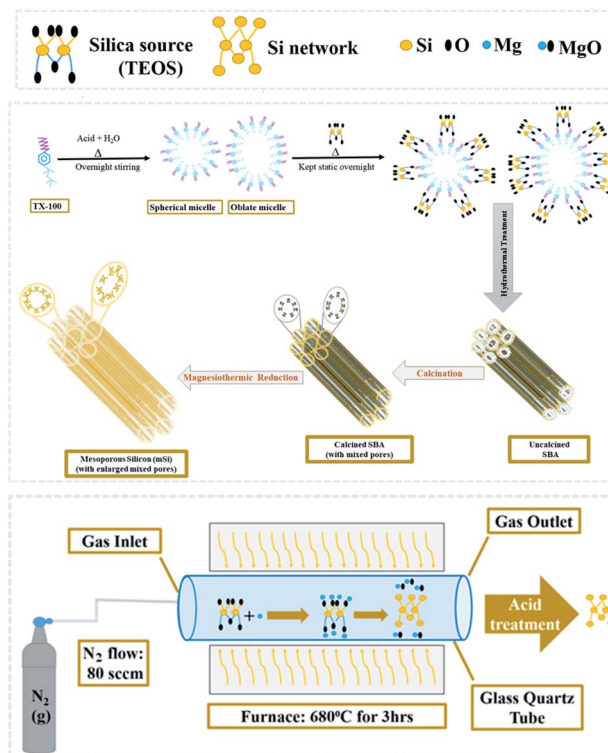 Silica source
(TEOS)
Si network
Si
O
Mg
MgO
Acid + H₂O
Δ
Overnight stirring
TX-100
Spherical micelle
Oblate micelle
Δ
Kept static overnight
Hydrothermal Treatment
Magnesiothermic Reduction
Calcination
Mesoporous Silicon (mSi)
(with enlarged mixed pores)
Calcined SBA
(with mixed pores)
Uncalcined
SBA
Gas Inlet
Gas Outlet
+
Acid
treatment
N₂ flow:
80 sccm
N₂
(g)
Furnace: 680⁰C for 3hrs
Glass Quartz
Tube